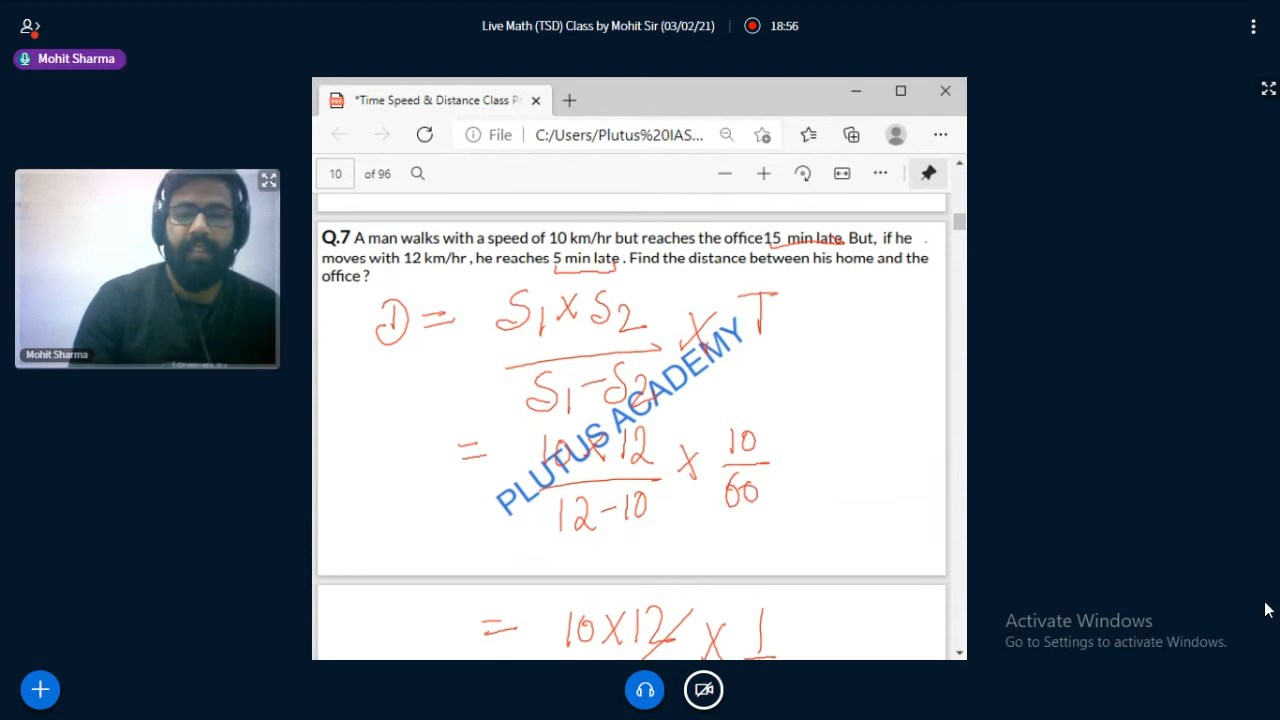 Live Math (TSD) Class by Mohit Sir (03/02/21) 18:56
Mohit Sharma
*Time Speed & Distance Class Pr
File C:/Users/Plutus%20IAS...
10 of 96
Q.7 A man walks with a speed of 10 km/hr but reaches the office 15 min late. But, if he
moves with 12 km/hr , he reaches 5 min late . Find the distance between his home and the
office ?
D = S1 × S2 × T
S1 - S2
= 10 × 12 × 10
12 - 10 60
= 10 × 12 × 1
PLUTUS ACADEMY
Mohit Sharma
Activate Windows
Go to Settings to activate Windows.